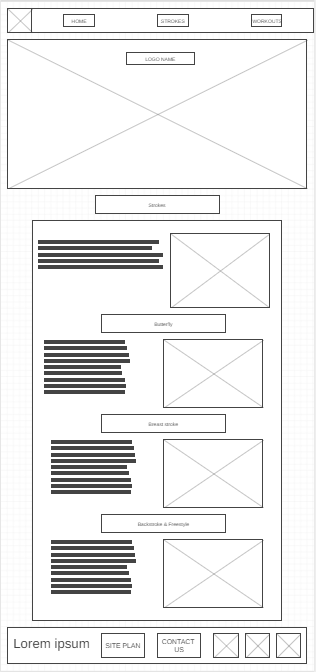 HOME STROKES WORKOUTS
LOGO NAME
Strokes
Butterfly
Breast stroke
Backstroke & Freestyle
Lorem ipsum SITE PLAN CONTACT US